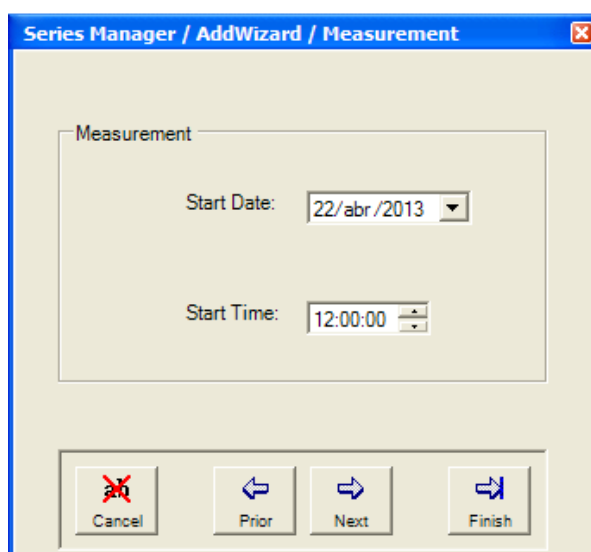 Series Manager / AddWizard / Measurement
Measurement
Start Date: 22/abr/2013
Start Time: 12:00:00
ab
Cancel Prior Next Finish